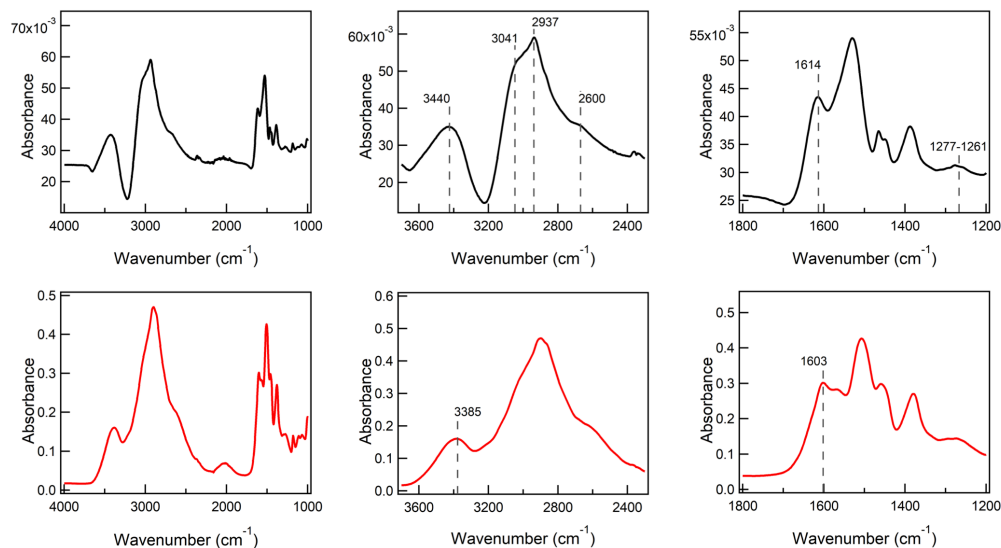 70x10⁻³
60
50
40
30
20
Absorbance
4000 3000 2000 1000
Wavenumber (cm⁻¹)
60x10⁻³
50
40
30
20
Absorbance
3440
3041
2937
2600
3600 3200 2800 2400
Wavenumber (cm⁻¹)
55x10⁻³
50
45
40
35
30
25
Absorbance
1614
1277-1261
1800 1600 1400 1200
Wavenumber (cm⁻¹)
0.5
0.4
0.3
0.2
0.1
0.0
Absorbance
4000 3000 2000 1000
Wavenumber (cm⁻¹)
0.6
0.5
0.4
0.3
0.2
0.1
0.0
Absorbance
3385
3600 3200 2800 2400
Wavenumber (cm⁻¹)
0.5
0.4
0.3
0.2
0.1
0.0
Absorbance
1603
1800 1600 1400 1200
Wavenumber (cm⁻¹)